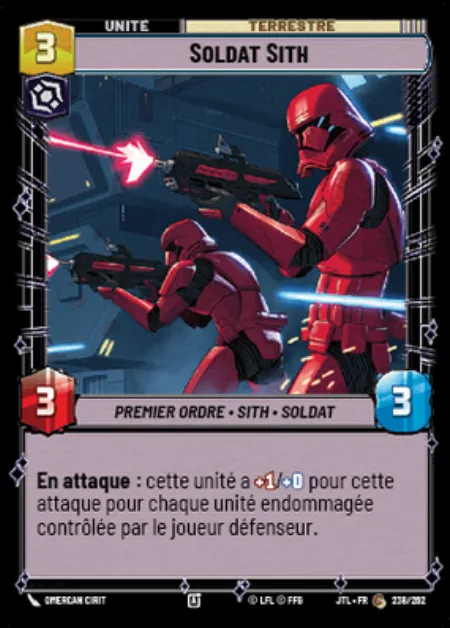 UNITÉ
TERRESTRE
3
SOLDAT SITH
3
PREMIER ORDRE • SITH • SOLDAT
3
En attaque : cette unité a +1/+0 pour cette
attaque pour chaque unité endommagée
contrôlée par le joueur défenseur.
OMERCAN CIRIT
A
© LFL © FFG
JTL • FR
C
236/262